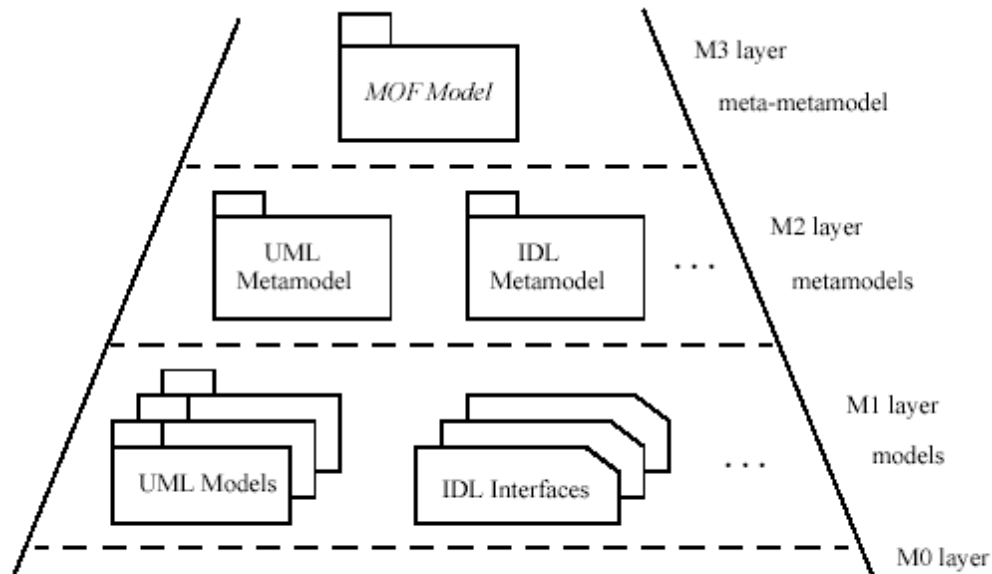 M3 layer
MOF Model
meta-metamodel
M2 layer
UML
Metamodel
IDL
Metamodel
. . .
metamodels
M1 layer
models
UML Models
IDL Interfaces
. . .
M0 layer